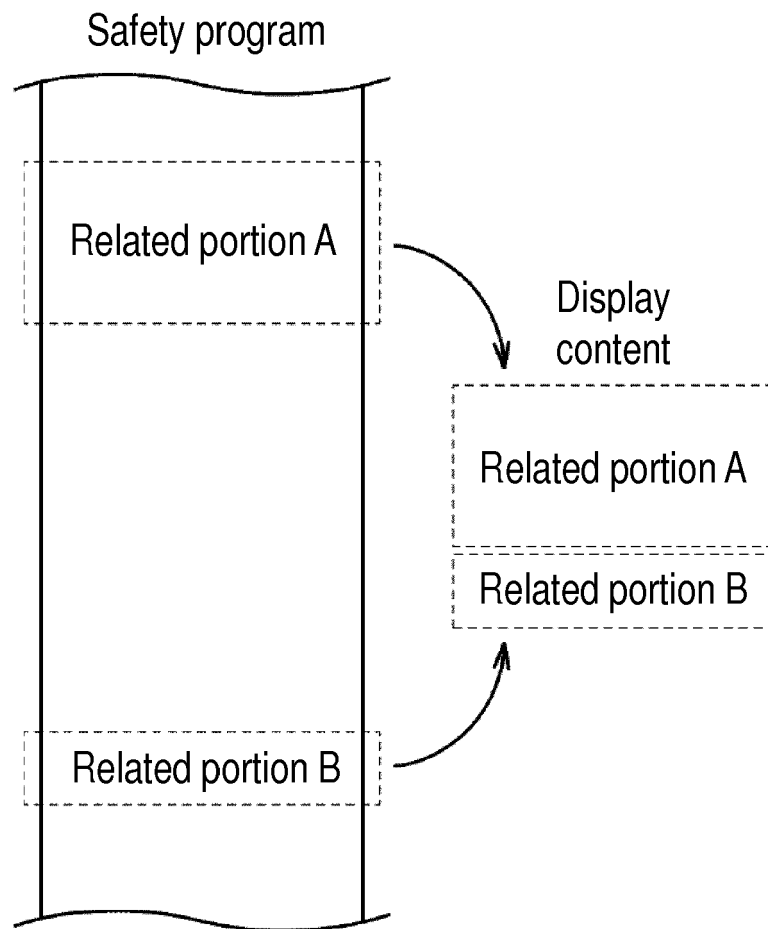 Safety program
Related portion A
Display
content
Related portion A
Related portion B
Related portion B